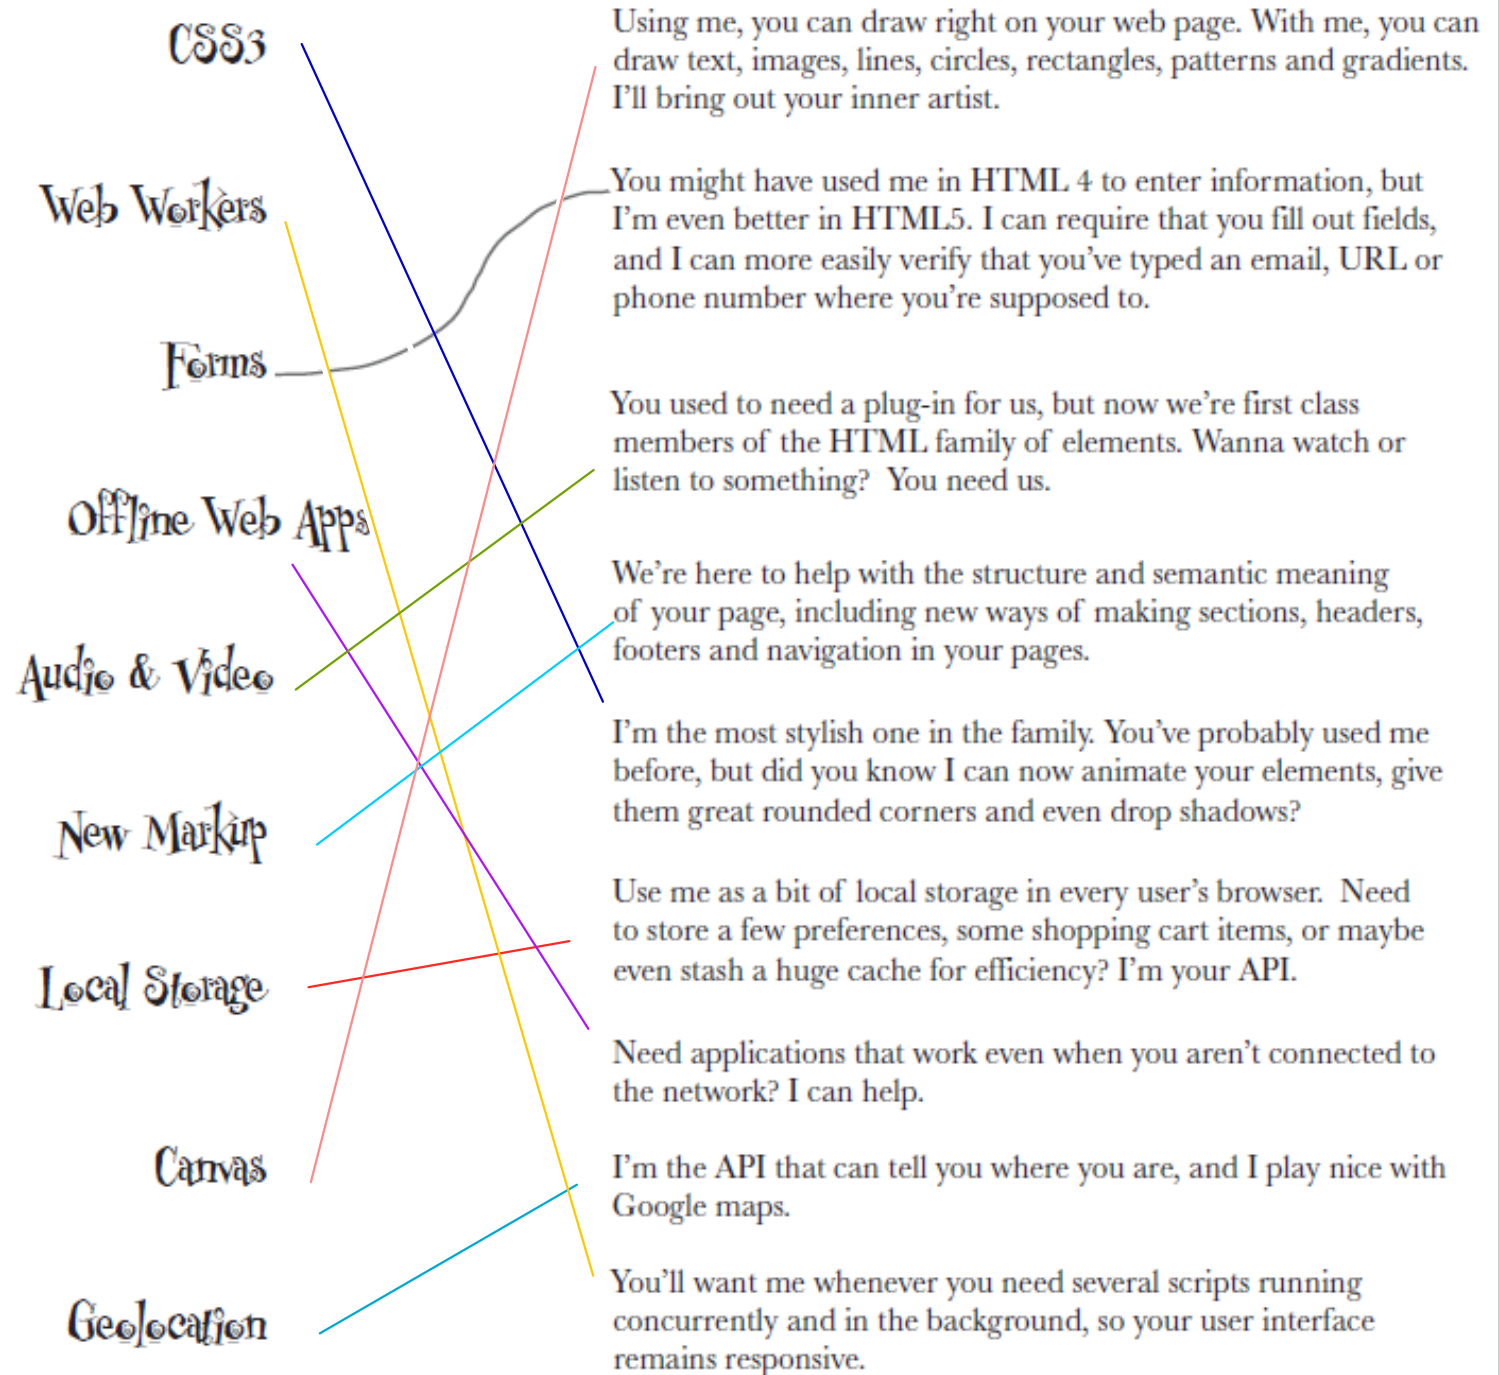 CSS3
Web Workers
Forms
Offline Web Apps
Audio & Video
New Markup
Local Storage
Canvas
Geolocation
Using me, you can draw right on your web page. With me, you can
draw text, images, lines, circles, rectangles, patterns and gradients.
I’ll bring out your inner artist.
You might have used me in HTML 4 to enter information, but
I’m even better in HTML5. I can require that you fill out fields,
and I can more easily verify that you’ve typed an email, URL or
phone number where you’re supposed to.
You used to need a plug-in for us, but now we’re first class
members of the HTML family of elements. Wanna watch or
listen to something? You need us.
We’re here to help with the structure and semantic meaning
of your page, including new ways of making sections, headers,
footers and navigation in your pages.
I’m the most stylish one in the family. You’ve probably used me
before, but did you know I can now animate your elements, give
them great rounded corners and even drop shadows?
Use me as a bit of local storage in every user’s browser. Need
to store a few preferences, some shopping cart items, or maybe
even stash a huge cache for efficiency? I’m your API.
Need applications that work even when you aren’t connected to
the network? I can help.
I’m the API that can tell you where you are, and I play nice with
Google maps.
You’ll want me whenever you need several scripts running
concurrently and in the background, so your user interface
remains responsive.